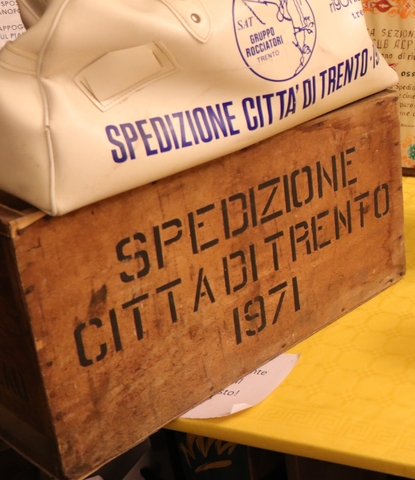 SAT
GRUPPO
ROCCIATORI
TRENTO
SPEDIZIONE CITTA' DI TRENTO
SPEDIZIONE
CITTA DI TRENTO
1971